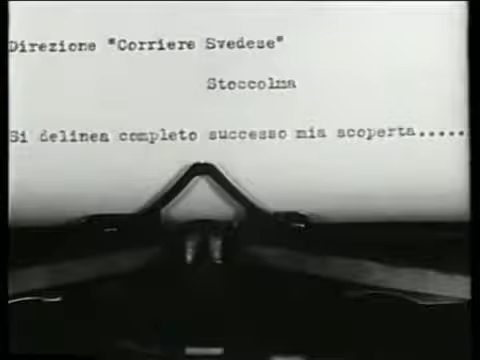 Direzione "Corriere Svedese"
Stoccolma
Si delinea completo successo mia scoperta.....